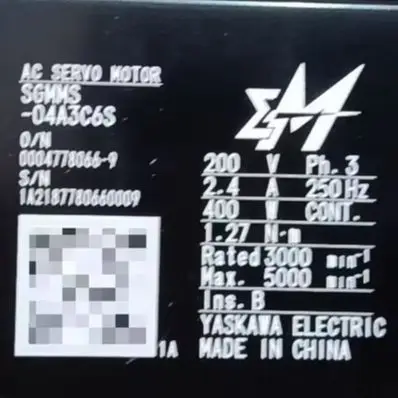 AC SERVO MOTOR
SGMMS
-04A3C6S
O/N
0004778066-9
S/N
1A2187780660009
ΣM
200 V Ph. 3
2.4 A 250 Hz
400 W CONT.
1.27 N·m
Rated 3000 min⁻¹
Max. 5000 min⁻¹
Ins. B
YASKAWA ELECTRIC
1A MADE IN CHINA